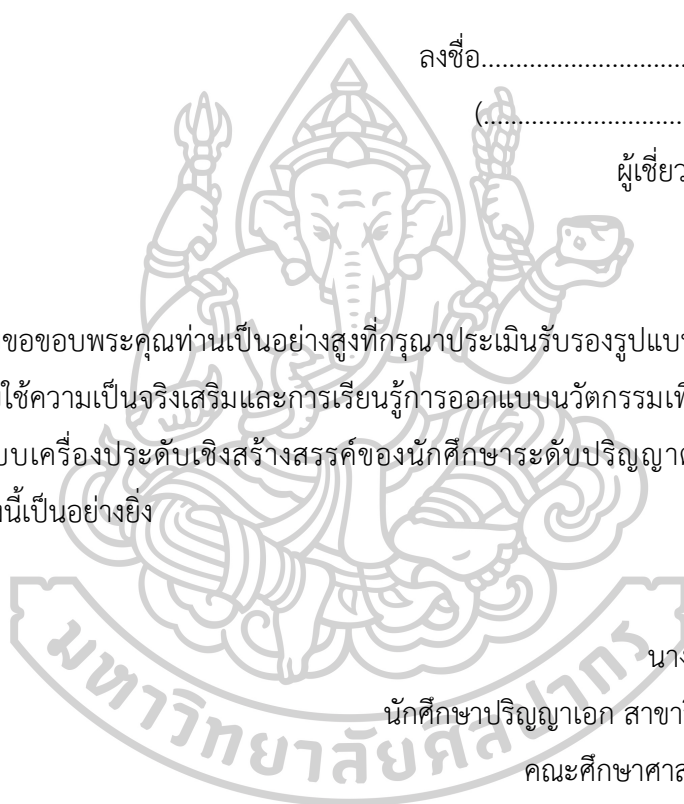 ลงชื่อ..............................
(..............................
ผู้เชี่ยว
ขอขอบพระคุณท่านเป็นอย่างสูงที่กรุณาประเมินรับรองรูปแบบ
ใช้ความเป็นจริงเสริมและการเรียนรู้การออกแบบนวัตกรรมเพื
บบเครื่องประดับเชิงสร้างสรรค์ของนักศึกษาระดับปริญญาต
นี้เป็นอย่างยิ่ง
นาง
นักศึกษาปริญญาเอก สาขาวิ
คณะศึกษาศาส
มหาวิทยาลัยศิลปากร